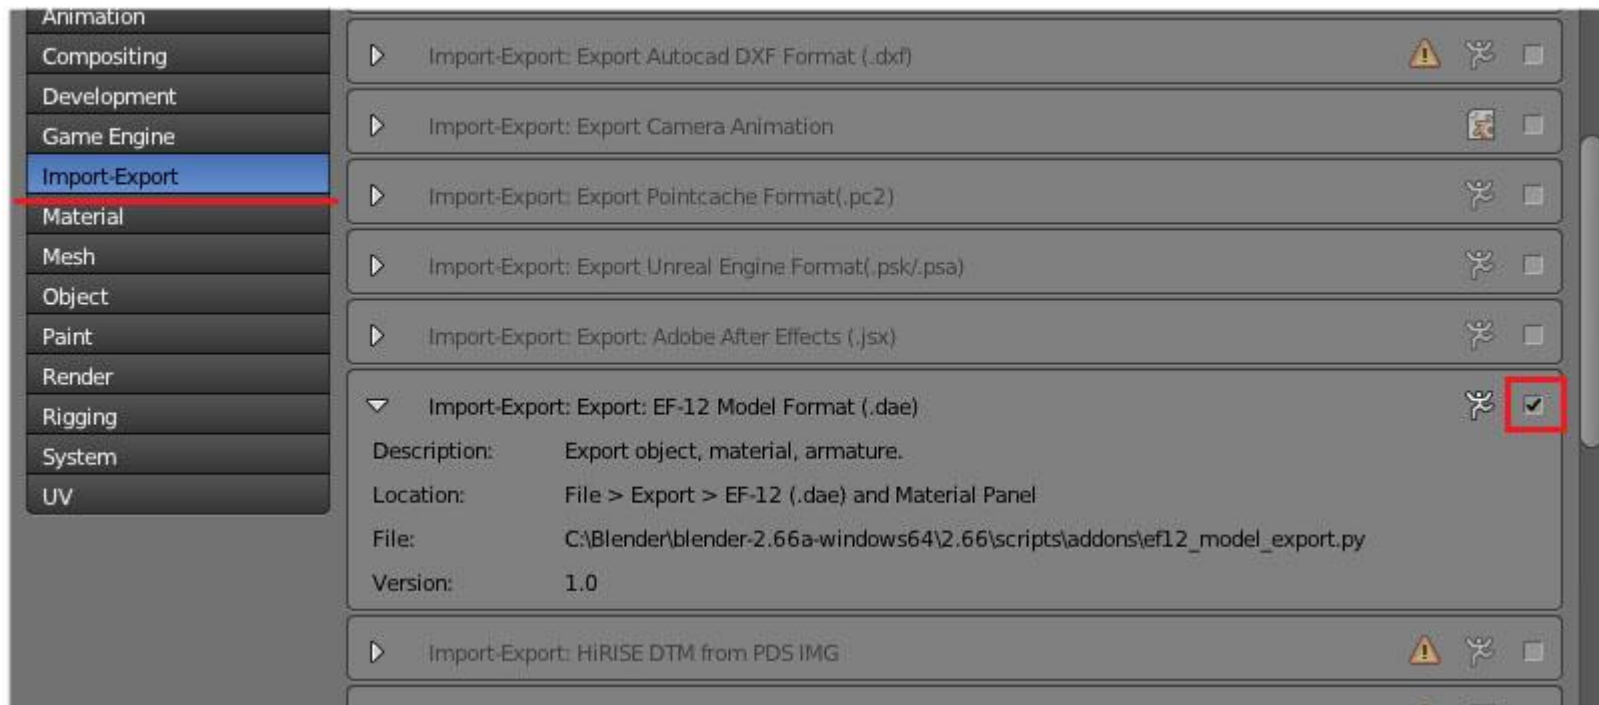 Animation
Compositing
Development
Game Engine
Import-Export
Material
Mesh
Object
Paint
Render
Rigging
System
UV
Import-Export: Export Autocad DXF Format (.dxf)
Import-Export: Export Camera Animation
Import-Export: Export Pointcache Format(.pc2)
Import-Export: Export Unreal Engine Format(.psk/.psa)
Import-Export: Export: Adobe After Effects (.jsx)
Import-Export: Export: EF-12 Model Format (.dae)
Description: Export object, material, armature.
Location: File > Export > EF-12 (.dae) and Material Panel
File: C:\Blender\blender-2.66a-windows64\2.66\scripts\addons\ef12_model_export.py
Version: 1.0
Import-Export: HiRISE DTM from PDS IMG